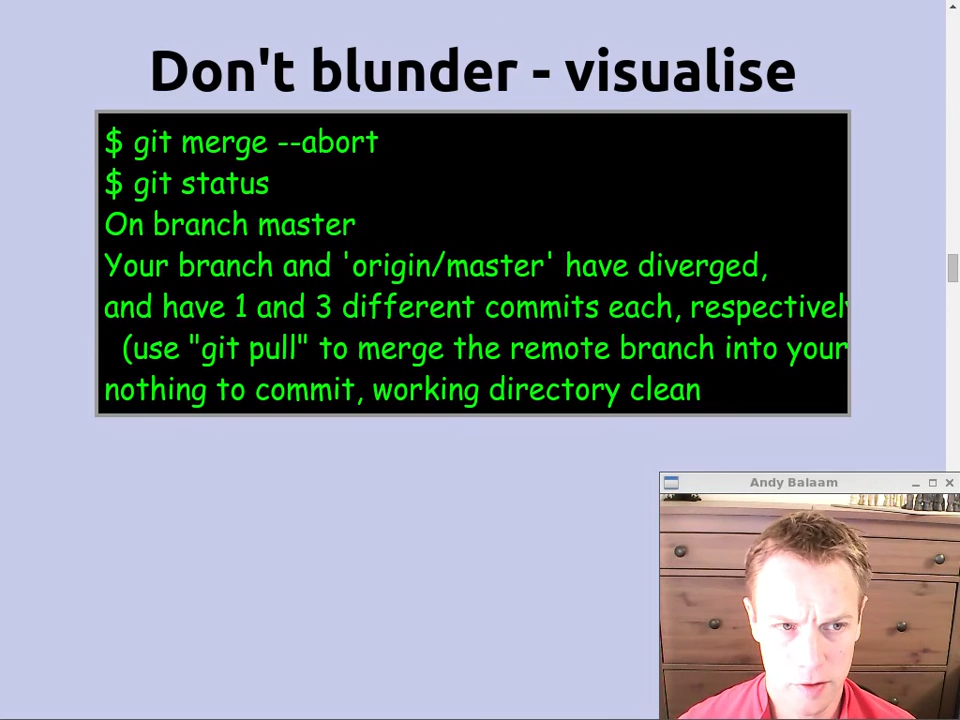 Don't blunder - visualise
$ git merge --abort
$ git status
On branch master
Your branch and 'origin/master' have diverged,
and have 1 and 3 different commits each, respectively
(use "git pull" to merge the remote branch into your
nothing to commit, working directory clean
Andy Balaam